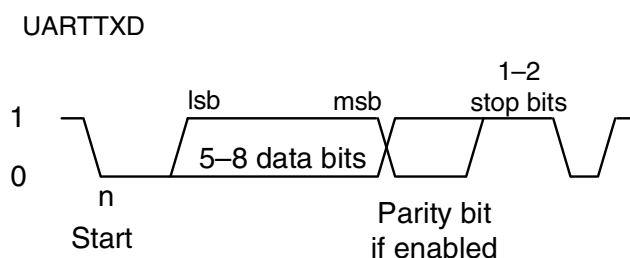 UARTTXD
1–2
stop bits
lsb
msb
1
0
5–8 data bits
n
Start
Parity bit
if enabled